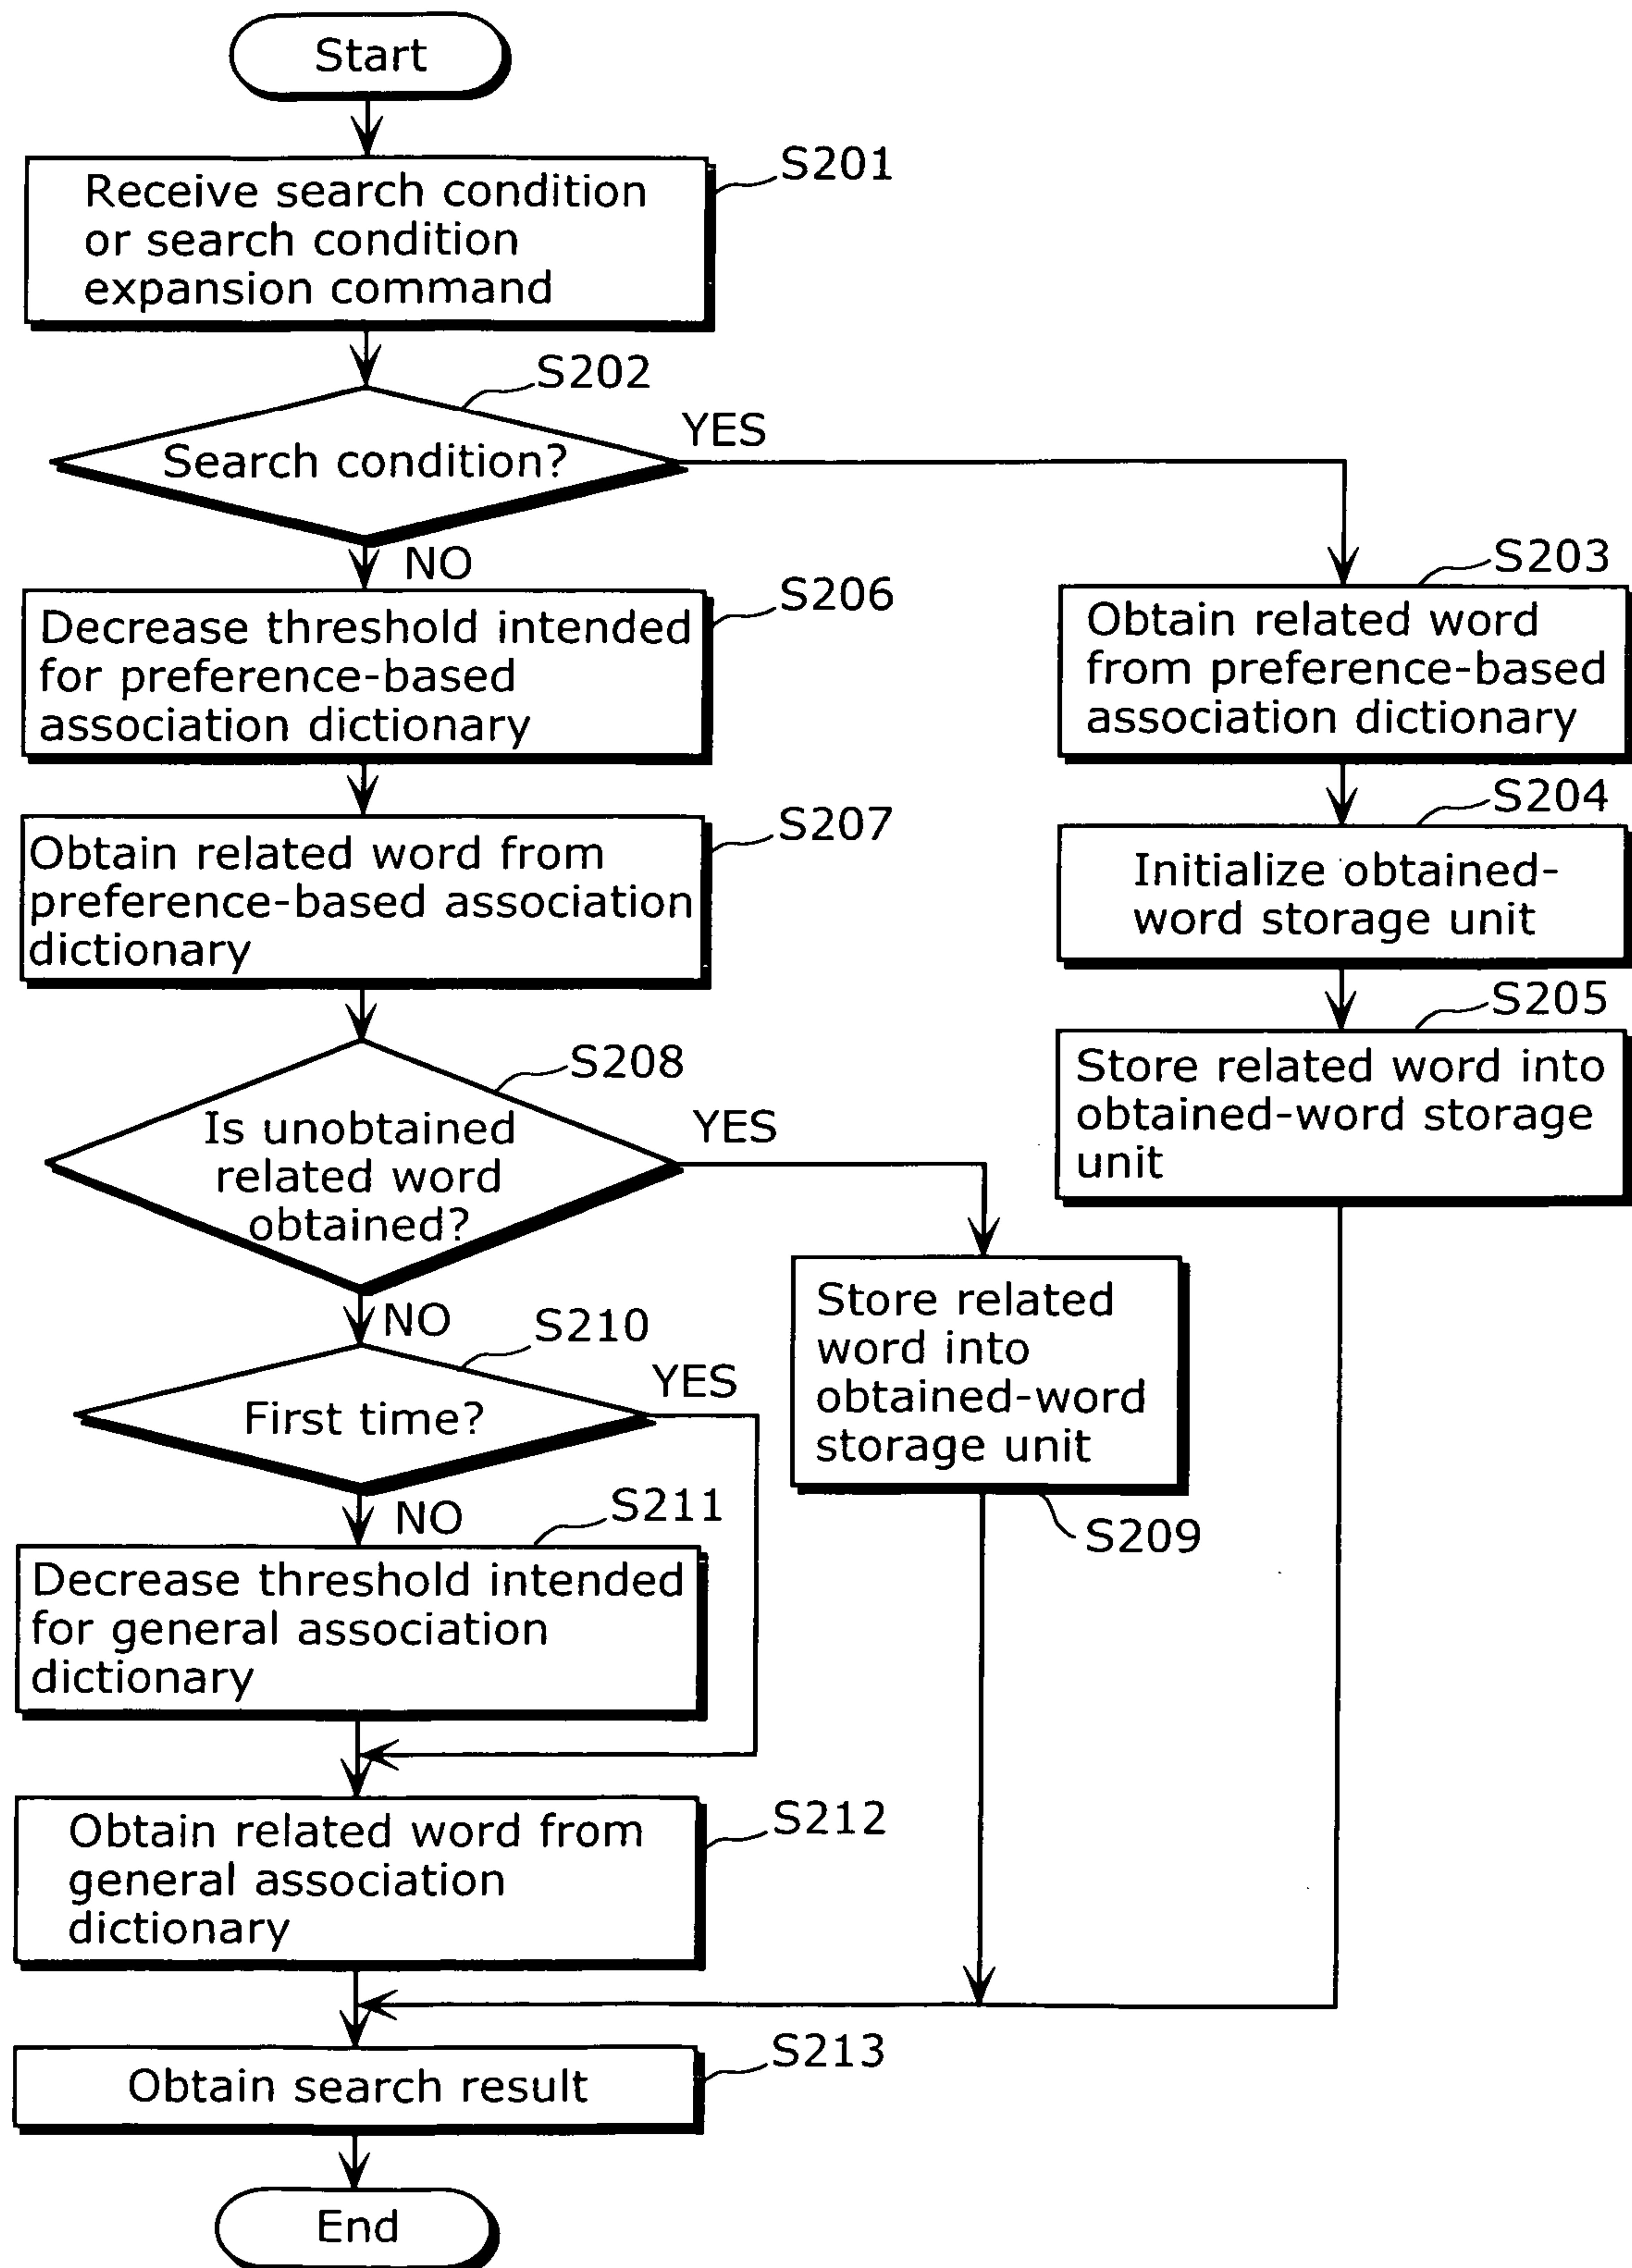 Start
S201
Receive search condition
or search condition
expansion command
S202
Search condition?
YES
NO
S203
Obtain related word
from preference-based
association dictionary
S206
Decrease threshold intended
for preference-based
association dictionary
S204
Initialize obtained-
word storage unit
S207
Obtain related word from
preference-based association
dictionary
S205
Store related word into
obtained-word storage
unit
S208
Is unobtained
related word
obtained?
YES
NO
S209
Store related
word into
obtained-word
storage unit
S210
First time?
YES
NO
S211
Decrease threshold intended
for general association
dictionary
S212
Obtain related word from
general association
dictionary
S213
Obtain search result
End